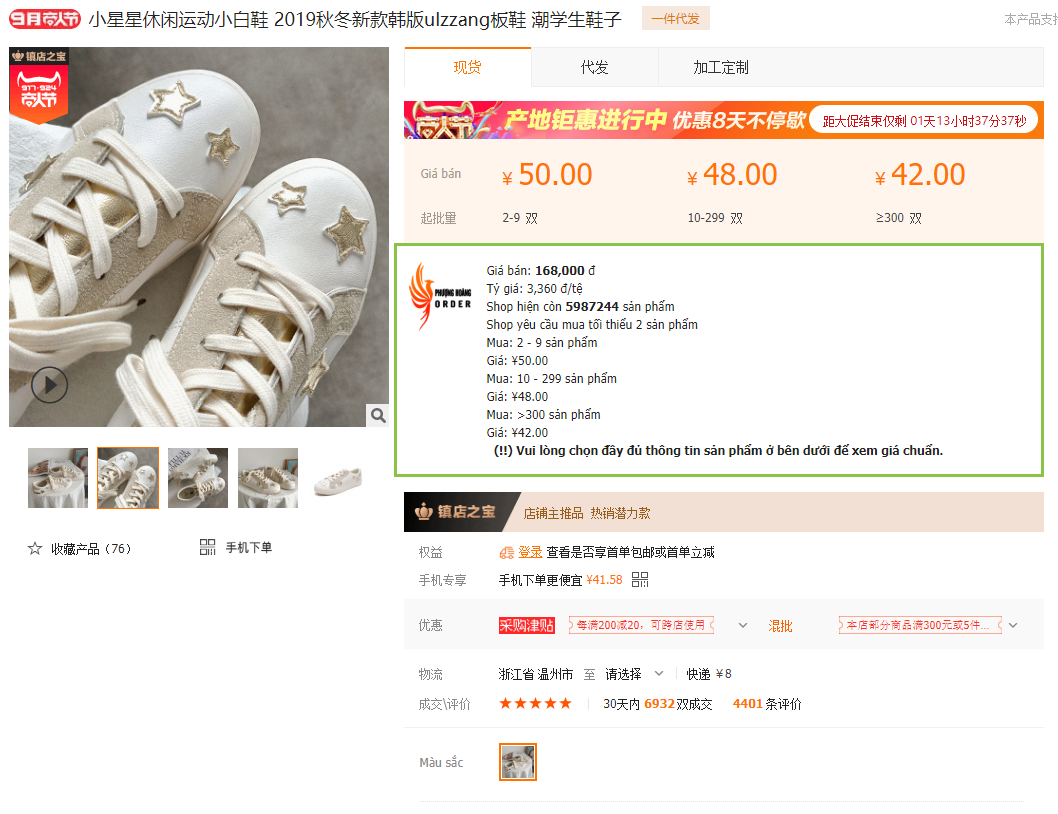 9月商人节 小星星休闲运动小白鞋 2019秋冬新款韩版ulzzang板鞋 潮学生鞋子 一件代发 本产品支持
镇店之宝
917-924
商人节
现货 代发 加工定制
商人节 产地钜惠进行中 优惠8天不停歇 距大促结束仅剩 01天13小时37分37秒
Giá bán ¥ 50.00 ¥ 48.00 ¥ 42.00
起批量 2-9 双 10-299 双 ≥300 双
PHƯỢNG HOÀNG
ORDER
Giá bán: 168,000 đ
Tỷ giá: 3,360 đ/tệ
Shop hiện còn 5987244 sản phẩm
Shop yêu cầu mua tối thiểu 2 sản phẩm
Mua: 2 - 9 sản phẩm
Giá: ¥50.00
Mua: 10 - 299 sản phẩm
Giá: ¥48.00
Mua: >300 sản phẩm
Giá: ¥42.00
(!!) Vui lòng chọn đầy đủ thông tin sản phẩm ở bên dưới để xem giá chuẩn.
收藏产品（76） 手机下单
镇店之宝 店铺主推品 热销潜力款
权益 登录 查看是否享首单包邮或首单立减
手机专享 手机下单更便宜 ¥41.58
优惠 采购津贴 每满200减20，可跨店使用 混批 本店部分商品满300元或5件...
物流 浙江省 温州市 至 请选择 快递 ¥8
成交\评价 ★★★★★ 30天内 6932 双成交 4401 条评价
Màu sắc